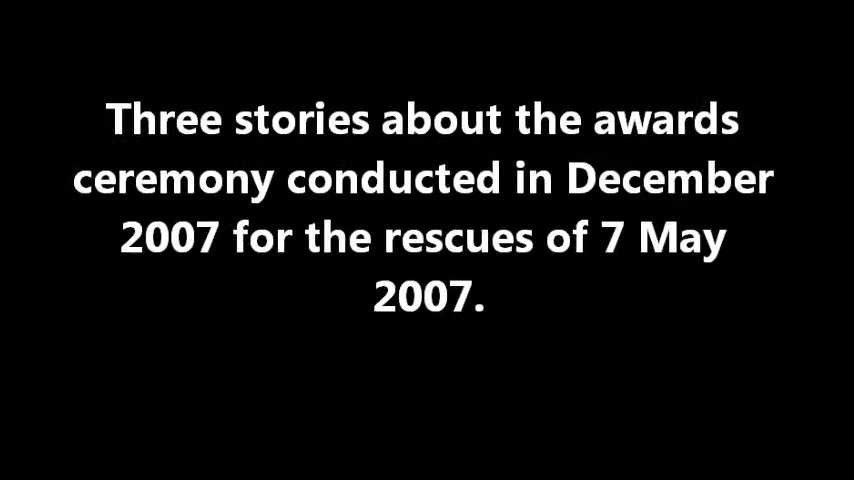 Three stories about the awards
ceremony conducted in December
2007 for the rescues of 7 May
2007.